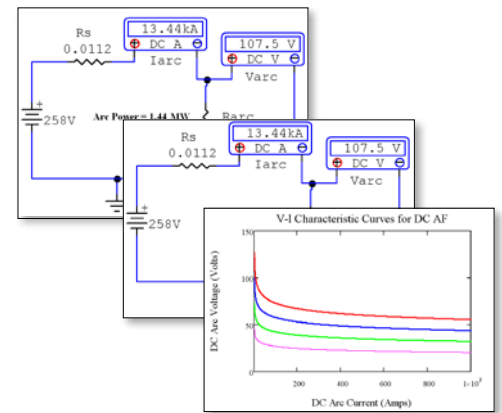 13.44kA
Rs
DC A
107.5 V
0.0112
Iarc
DC V
Varc
+
258V
Arc Power = 1.44 MW
Rarc
13.44kA
Rs
DC A
107.5 V
0.0112
Iarc
DC V
Varc
+
258V
V-I Characteristic Curves for DC AF
150
100
50
0
DC Arc Voltage (Volts)
200 400 600 800 1·10³
DC Arc Current (Amps)